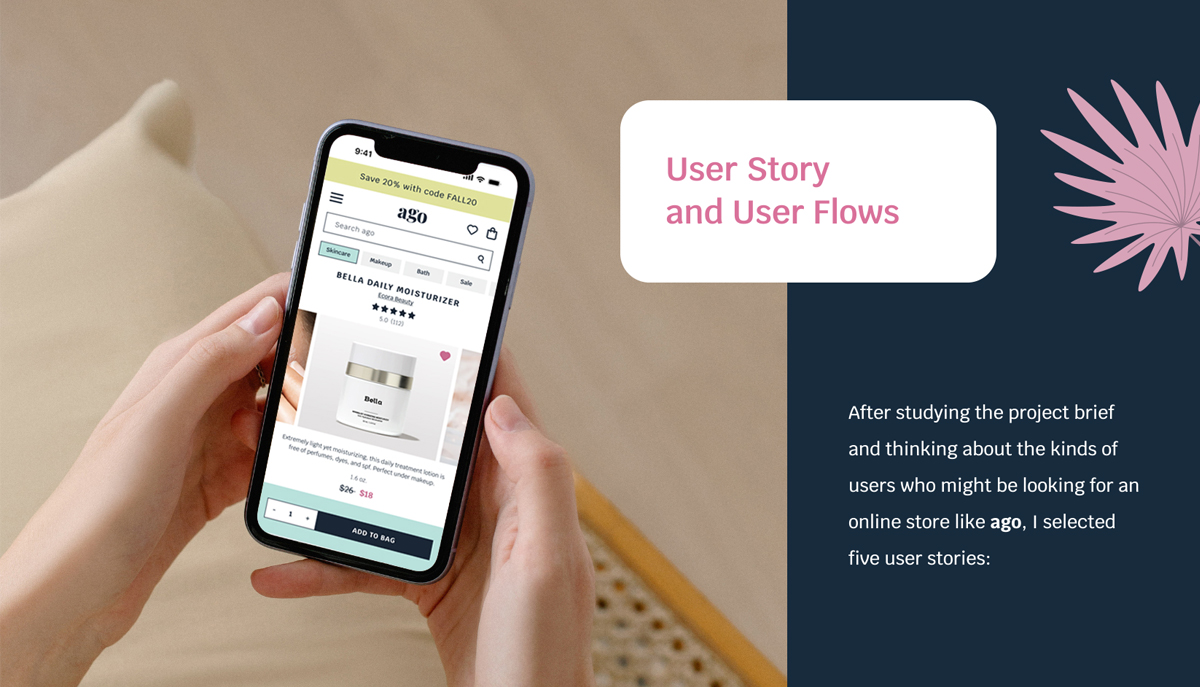 9:41
Save 20% with code FALL20
ago
Search ago
Skincare
Makeup
Bath
Sale
BELLA DAILY MOISTURIZER
Ecora Beauty
5.0 (112)
Bella
Extremely light yet moisturizing, this daily treatment lotion is
free of perfumes, dyes, and spf. Perfect under makeup.
1.6 oz.
$26 $18
- 1 +
ADD TO BAG
User Story
and User Flows
After studying the project brief
and thinking about the kinds of
users who might be looking for an
online store like ago, I selected
five user stories: